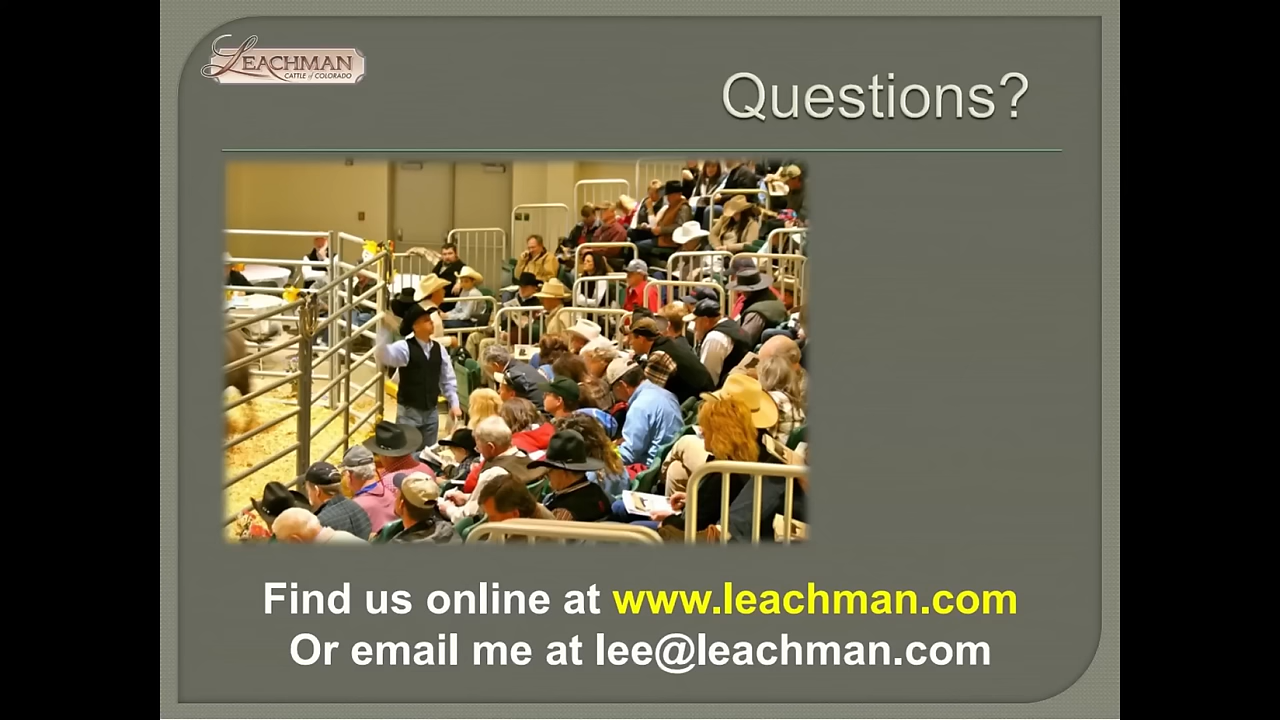 LEACHMAN
CATTLE of COLORADO
Questions?
Find us online at www.leachman.com
Or email me at lee@leachman.com